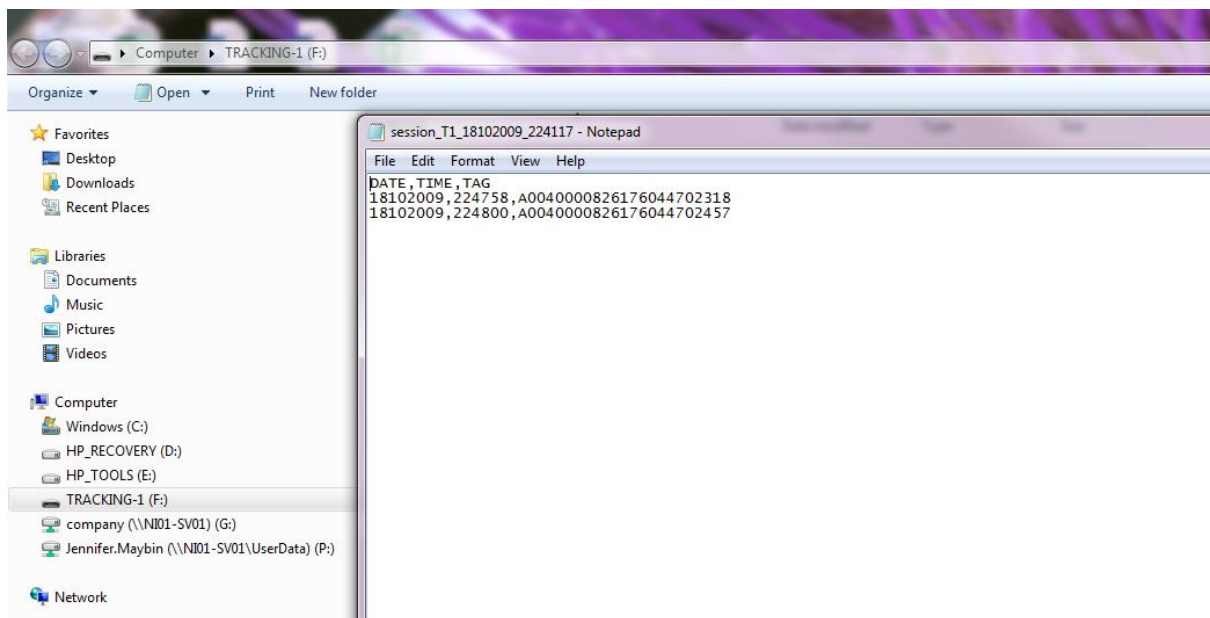 Computer ▸ TRACKING-1 (F:)
Organize Open Print New folder
Favorites
Desktop
Downloads
Recent Places
Libraries
Documents
Music
Pictures
Videos
Computer
Windows (C:)
HP_RECOVERY (D:)
HP_TOOLS (E:)
TRACKING-1 (F:)
company (\\NI01-SV01) (G:)
Jennifer.Maybin (\\NI01-SV01\UserData) (P:)
Network
session_T1_18102009_224117 - Notepad
File Edit Format View Help
DATE,TIME,TAG
18102009,224758,A0040000826176044702318
18102009,224800,A0040000826176044702457